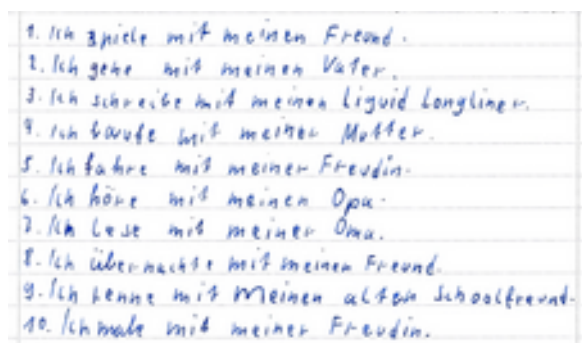 1. Ich spiele mit meinen Freund.
2. Ich gehe mit meinen Vater.
3. Ich schreibe mit meinen Liguid Longliner.
4. Ich laufe mit meiner Mutter.
5. Ich fahre mit meiner Freudin.
6. Ich höre mit meinen Opa.
7. Ich lese mit meiner Oma.
8. Ich übernachte mit meinen Freund.
9. Ich renne mit meinen alten Schoolfreund.
10. Ich male mit meiner Freudin.